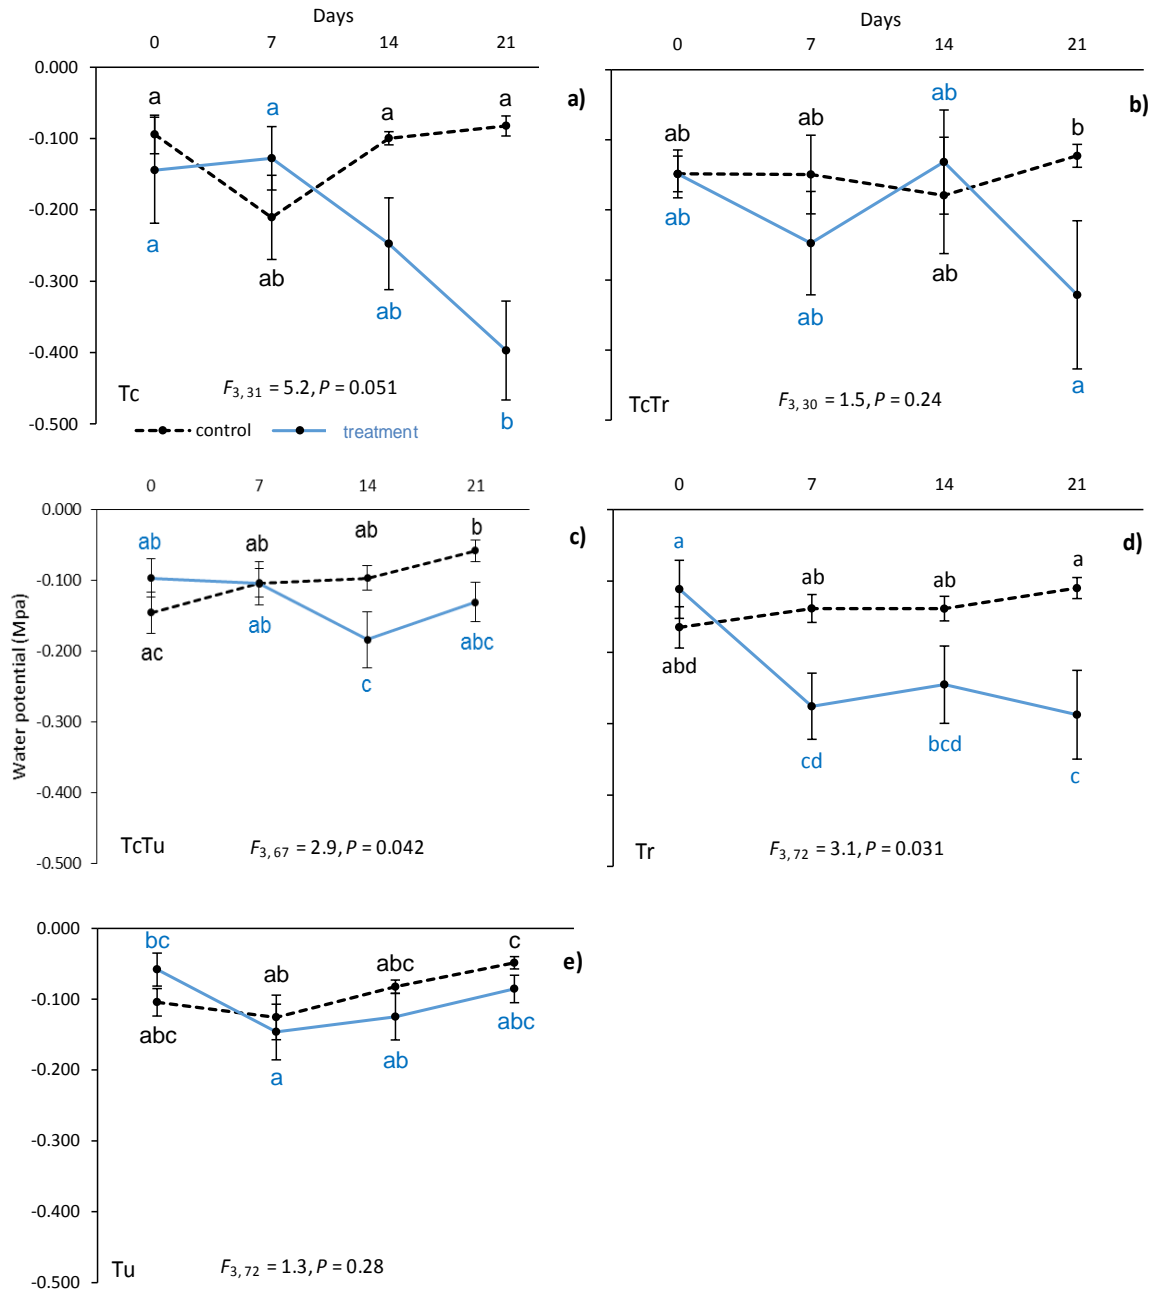 Days
0 7 14 21
0.000
-0.100
-0.200
-0.300
-0.400
-0.500
a a a a
a ab ab b
a)
Tc
F3, 31 = 5.2, P = 0.051
control treatment
Days
0 7 14 21
ab ab ab b
ab ab ab a
b)
TcTr
F3, 30 = 1.5, P = 0.24
Water potential (Mpa)
0 7 14 21
0.000
-0.100
-0.200
-0.300
-0.400
-0.500
ab ab ab b
ac ab c abc
c)
TcTu
F3, 67 = 2.9, P = 0.042
0 7 14 21
a ab ab a
abd cd bcd c
d)
Tr
F3, 72 = 3.1, P = 0.031
0.000
-0.100
-0.200
-0.300
-0.400
-0.500
bc ab abc c
abc a ab abc
e)
Tu
F3, 72 = 1.3, P = 0.28